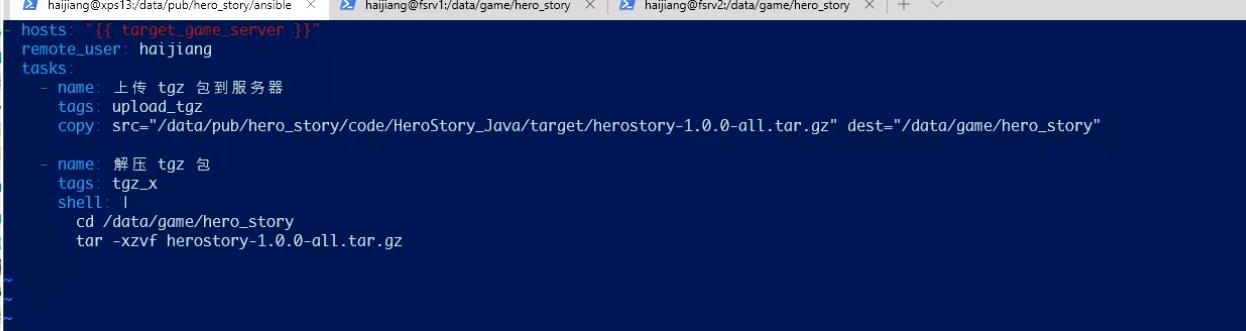 haijiang@xps13:/data/pub/hero_story/ansible
haijiang@fsrv1:/data/game/hero_story
haijiang@fsrv2:/data/game/hero_story
- hosts: "{{ target_game_server }}"
  remote_user: haijiang
  tasks:
    - name: 上传 tgz 包到服务器
      tags: upload_tgz
      copy: src="/data/pub/hero_story/code/HeroStory_Java/target/herostory-1.0.0-all.tar.gz" dest="/data/game/hero_story"
    - name: 解压 tgz 包
      tags: tgz_x
      shell: |
        cd /data/game/hero_story
        tar -xzvf herostory-1.0.0-all.tar.gz
~
~
~